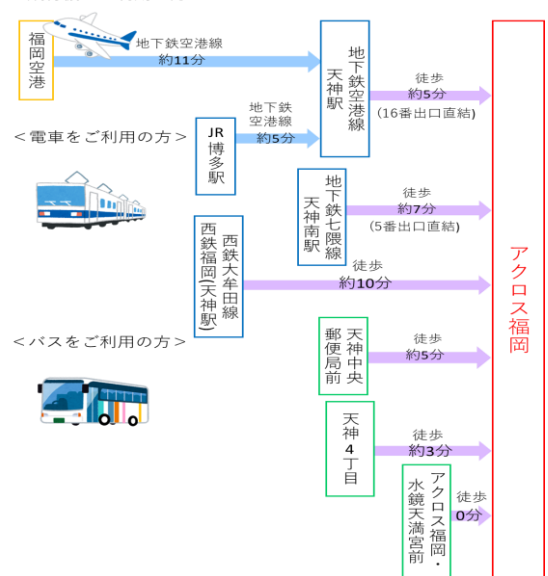 福岡空港
地下鉄空港線
約11分
地下鉄空港線
天神駅
徒歩
約5分
(16番出口直結)
<電車をご利用の方>
JR
博多駅
地下鉄
空港線
約5分
地下鉄七隈線
天神南駅
徒歩
約7分
(5番出口直結)
西鉄大牟田線
西鉄福岡(天神駅)
徒歩
約10分
アクロス福岡
<バスをご利用の方>
天神中央
郵便局前
徒歩
約5分
天神4丁目
徒歩
約3分
アクロス福岡・
水鏡天満宮前
徒歩
0分